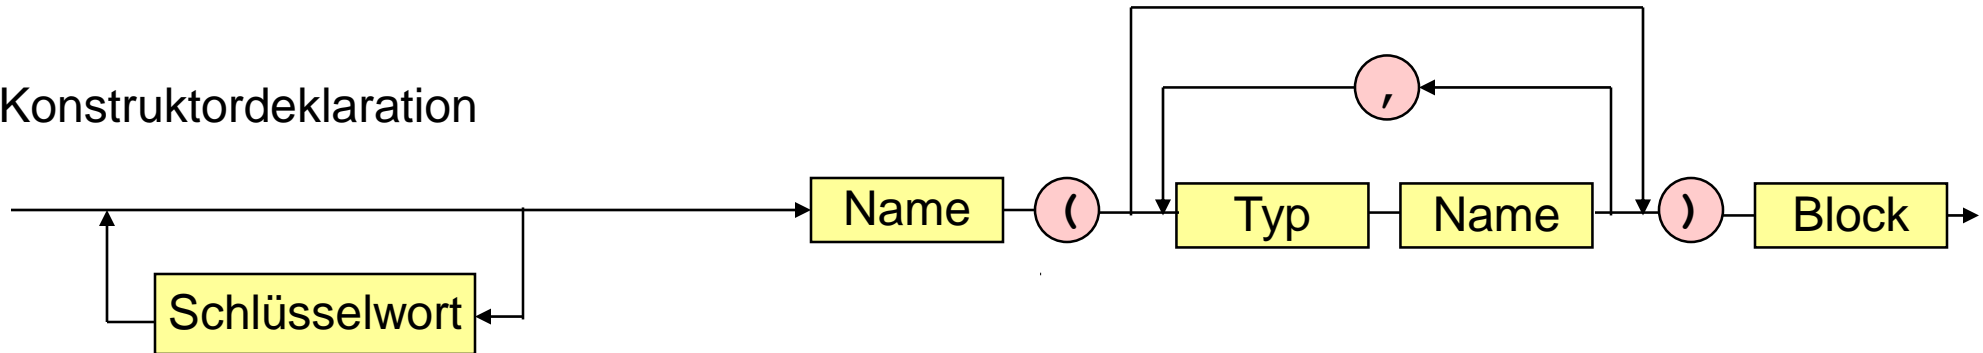 ,
Konstruktordeklaration
Name ( Typ Name ) Block
Schlüsselwort